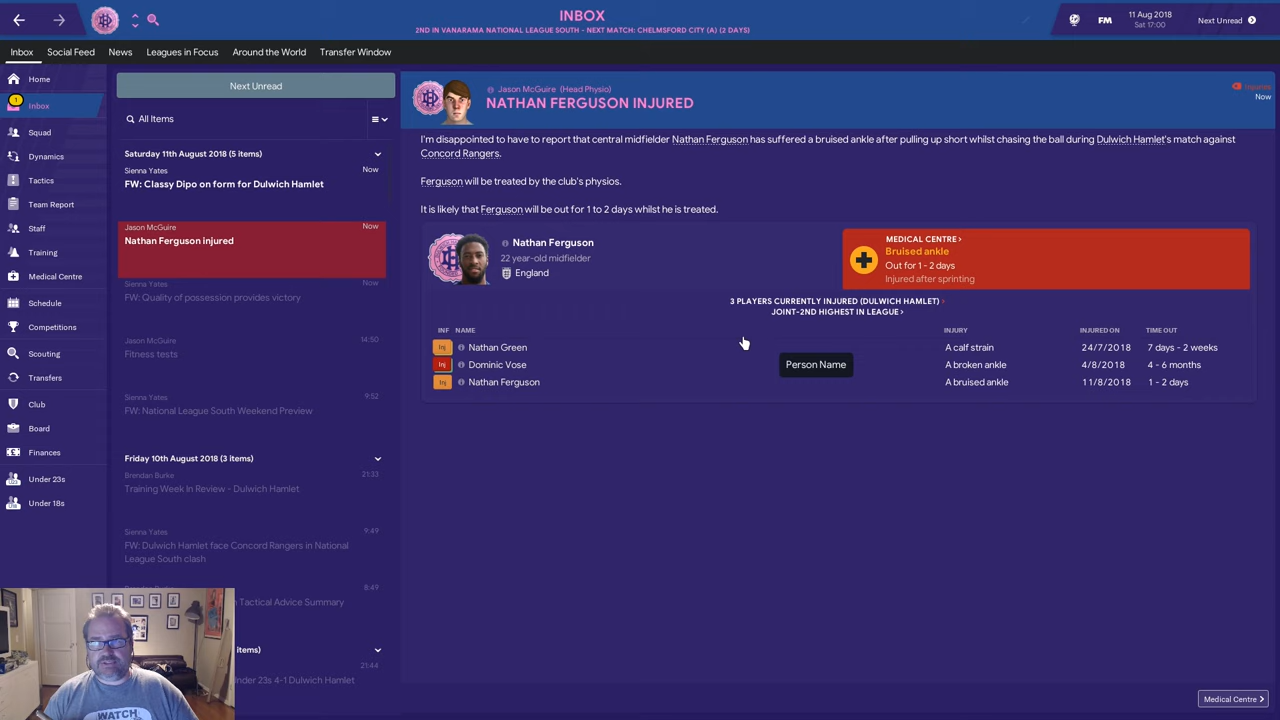 INBOX
2ND IN VANARAMA NATIONAL LEAGUE SOUTH - NEXT MATCH: CHELMSFORD CITY (A) (2 DAYS)
FM
11 Aug 2018
Sat 17:00
Next Unread
Inbox
Social Feed
News
Leagues in Focus
Around the World
Transfer Window
Home
1
Inbox
Squad
Dynamics
Tactics
Team Report
Staff
Training
Medical Centre
Schedule
Competitions
Scouting
Transfers
Club
Board
Finances
Under 23s
Under 18s
Next Unread
All Items
Saturday 11th August 2018 (5 items)
Sienna Yates Now
FW: Classy Dipo on form for Dulwich Hamlet
Jason McGuire Now
Nathan Ferguson injured
Sienna Yates Now
FW: Quality of possession provides victory
Jason McGuire 14:50
Fitness tests
Sienna Yates 9:52
FW: National League South Weekend Preview
Friday 10th August 2018 (3 items)
Brendan Burke 21:33
Training Week In Review - Dulwich Hamlet
Sienna Yates 9:49
FW: Dulwich Hamlet face Concord Rangers in National
League South clash
8:49
Tactical Advice Summary
items)
21:44
Under 23s 4-1 Dulwich Hamlet
Jason McGuire (Head Physio)
NATHAN FERGUSON INJURED
Injured
Now
I'm disappointed to have to report that central midfielder Nathan Ferguson has suffered a bruised ankle after pulling up short whilst chasing the ball during Dulwich Hamlet's match against
Concord Rangers.
Ferguson will be treated by the club's physios.
It is likely that Ferguson will be out for 1 to 2 days whilst he is treated.
Nathan Ferguson
22 year-old midfielder
England
MEDICAL CENTRE >
Bruised ankle
Out for 1 - 2 days
Injured after sprinting
3 PLAYERS CURRENTLY INJURED (DULWICH HAMLET) >
JOINT-2ND HIGHEST IN LEAGUE >
INF NAME INJURY INJURED ON TIME OUT
Inj Nathan Green A calf strain 24/7/2018 7 days - 2 weeks
Inj Dominic Vose A broken ankle 4/8/2018 4 - 6 months
Inj Nathan Ferguson A bruised ankle 11/8/2018 1 - 2 days
Person Name
Medical Centre >
WATCH